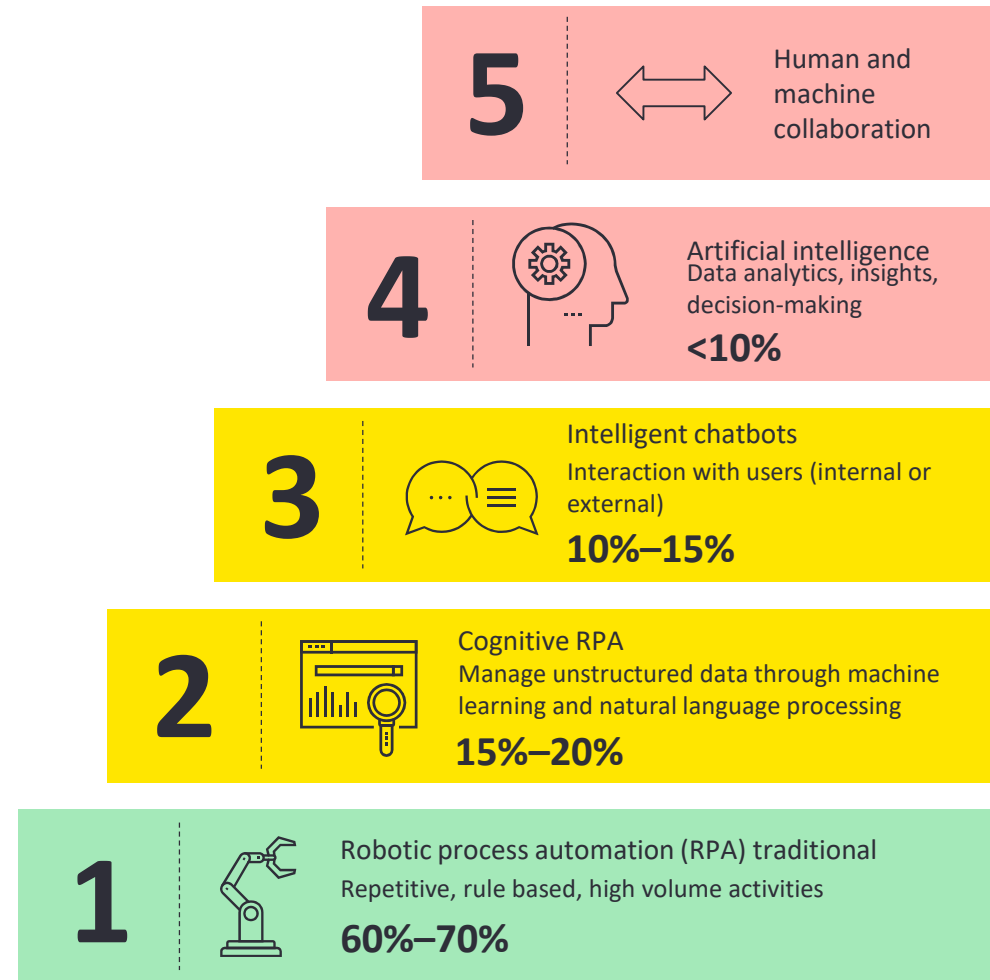 5
Human and
machine
collaboration
4
Artificial intelligence
Data analytics, insights,
decision-making
<10%
3
Intelligent chatbots
Interaction with users (internal or
external)
10%–15%
2
Cognitive RPA
Manage unstructured data through machine
learning and natural language processing
15%–20%
1
Robotic process automation (RPA) traditional
Repetitive, rule based, high volume activities
60%–70%